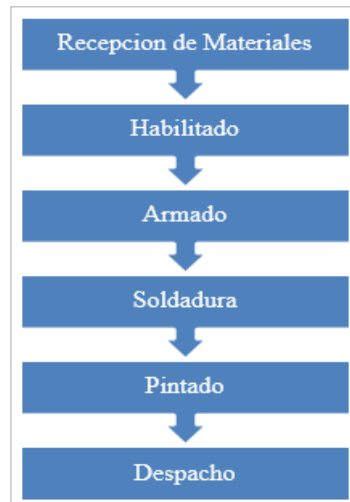 Recepcion de Materiales
Habilitado
Armado
Soldadura
Pintado
Despacho